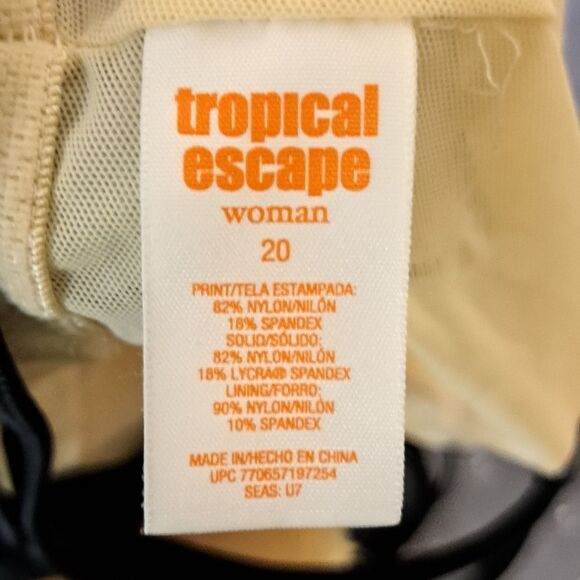 tropical
escape
woman
20
PRINT/TELA ESTAMPADA:
82% NYLON/NILÓN
18% SPANDEX
SOLID/SÓLIDO:
82% NYLON/NILÓN
18% LYCRA® SPANDEX
LINING/FORRO:
90% NYLON/NILÓN
10% SPANDEX
MADE IN/HECHO EN CHINA
UPC 770657197254
SEAS: U7